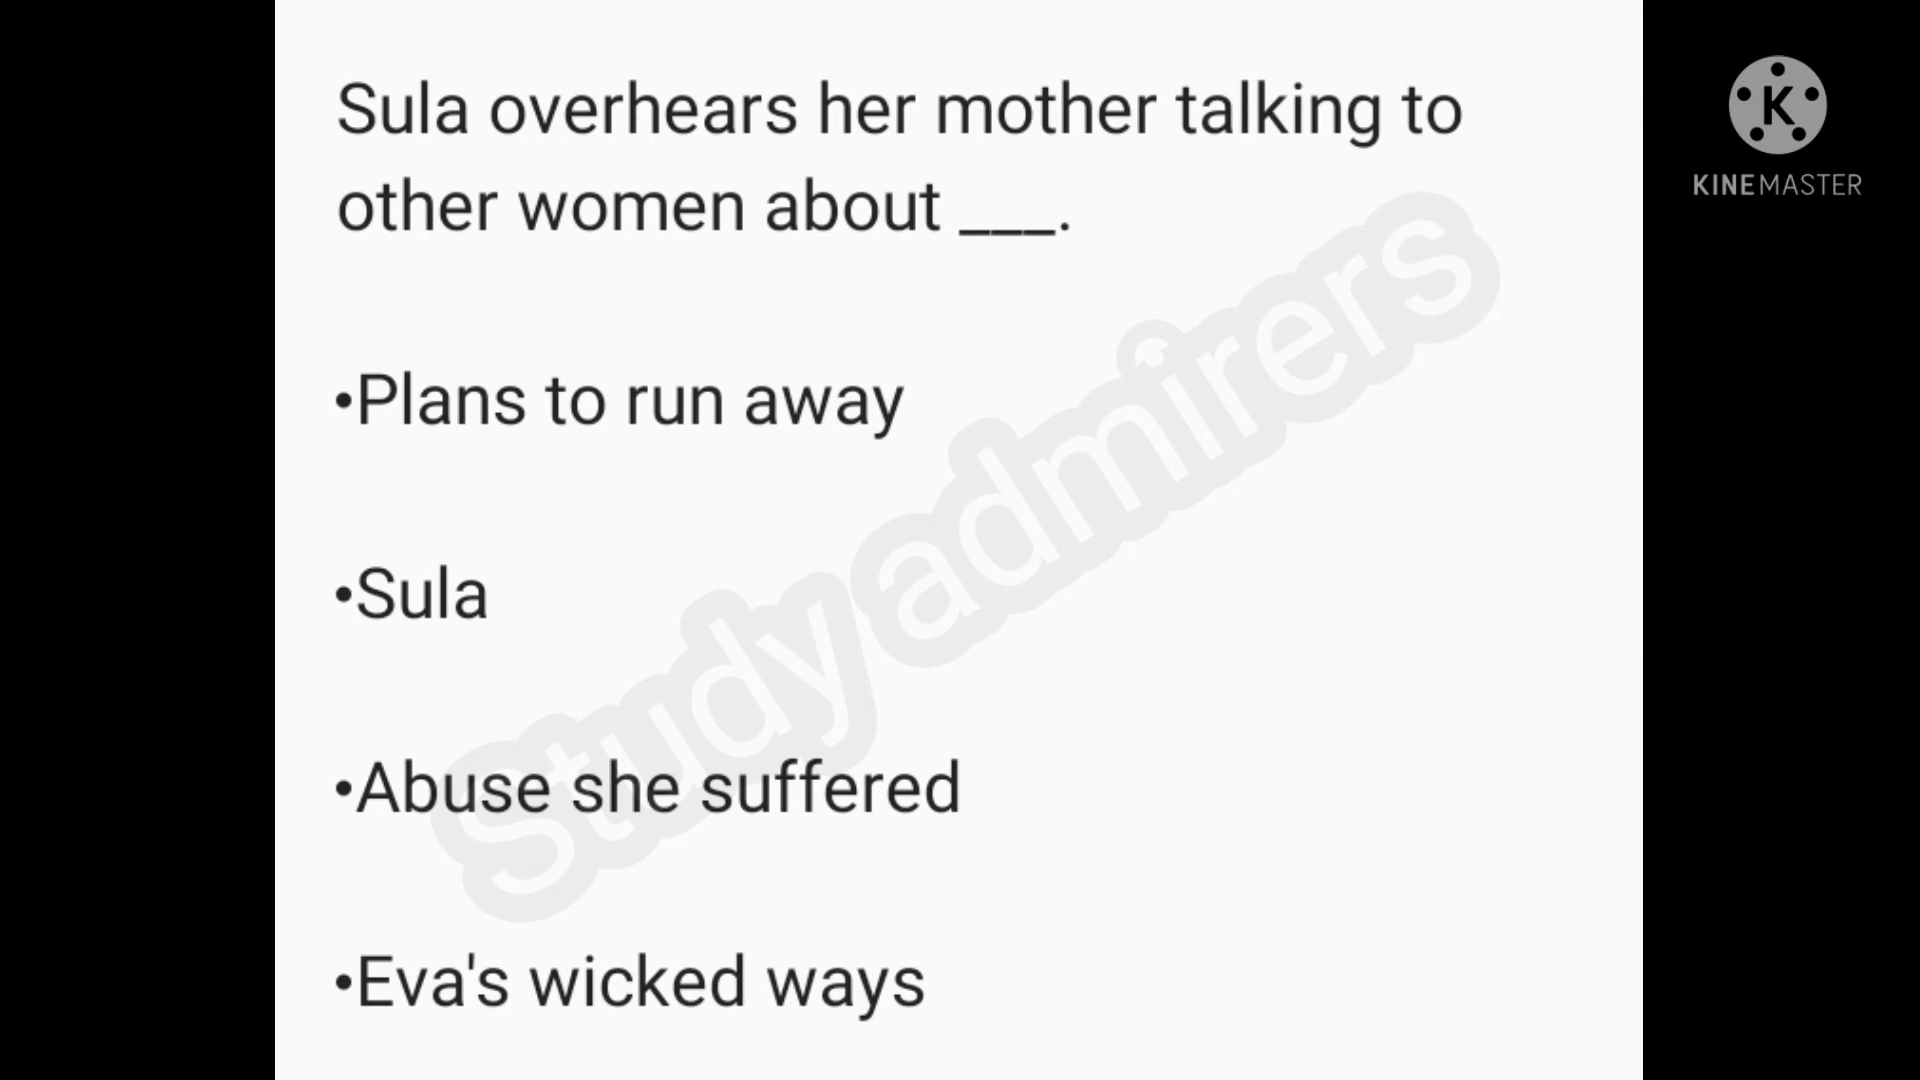 Sula overhears her mother talking to
other women about ___.
•Plans to run away
•Sula
•Abuse she suffered
•Eva's wicked ways
Study admirers
K
KINEMASTER